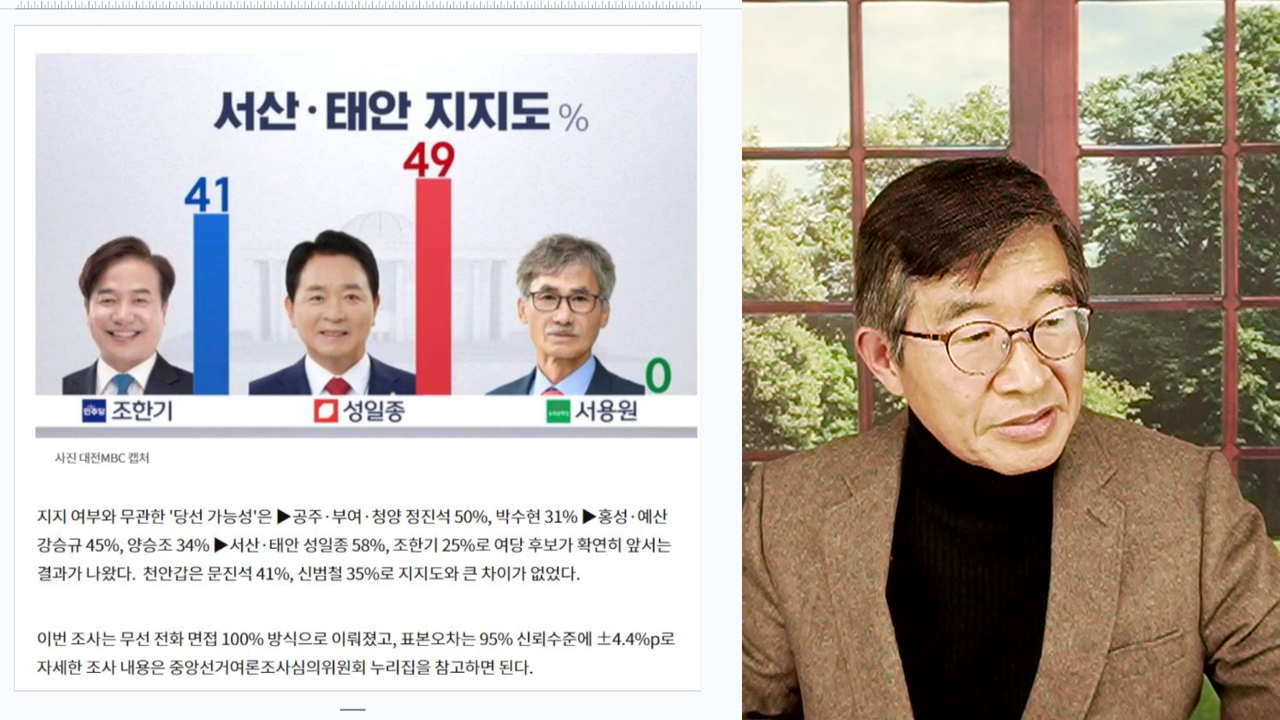 서산·태안 지지도 %
41
49
0
민주당 조한기
성일종
서용원
사진 대전MBC 캡처
지지 여부와 무관한 '당선 가능성'은 ▶공주·부여·청양 정진석 50%, 박수현 31% ▶홍성·예산
강승규 45%, 양승조 34% ▶서산·태안 성일종 58%, 조한기 25%로 여당 후보가 확연히 앞서는
결과가 나왔다. 천안갑은 문진석 41%, 신범철 35%로 지지도와 큰 차이가 없었다.
이번 조사는 무선 전화 면접 100% 방식으로 이뤄졌고, 표본오차는 95% 신뢰수준에 ±4.4%p로
자세한 조사 내용은 중앙선거여론조사심의위원회 누리집을 참고하면 된다.